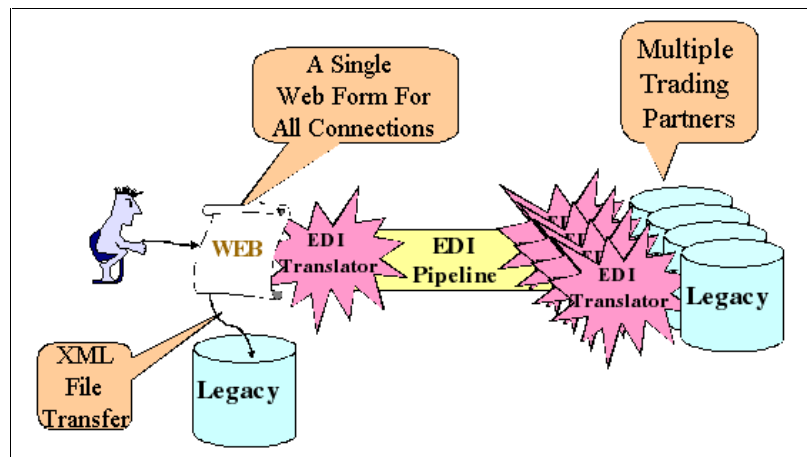 A Single
Web Form For
All Connections
Multiple
Trading
Partners
WEB
EDI
Translator
EDI
Pipeline
EDI
Translator
Legacy
XML
File
Transfer
Legacy